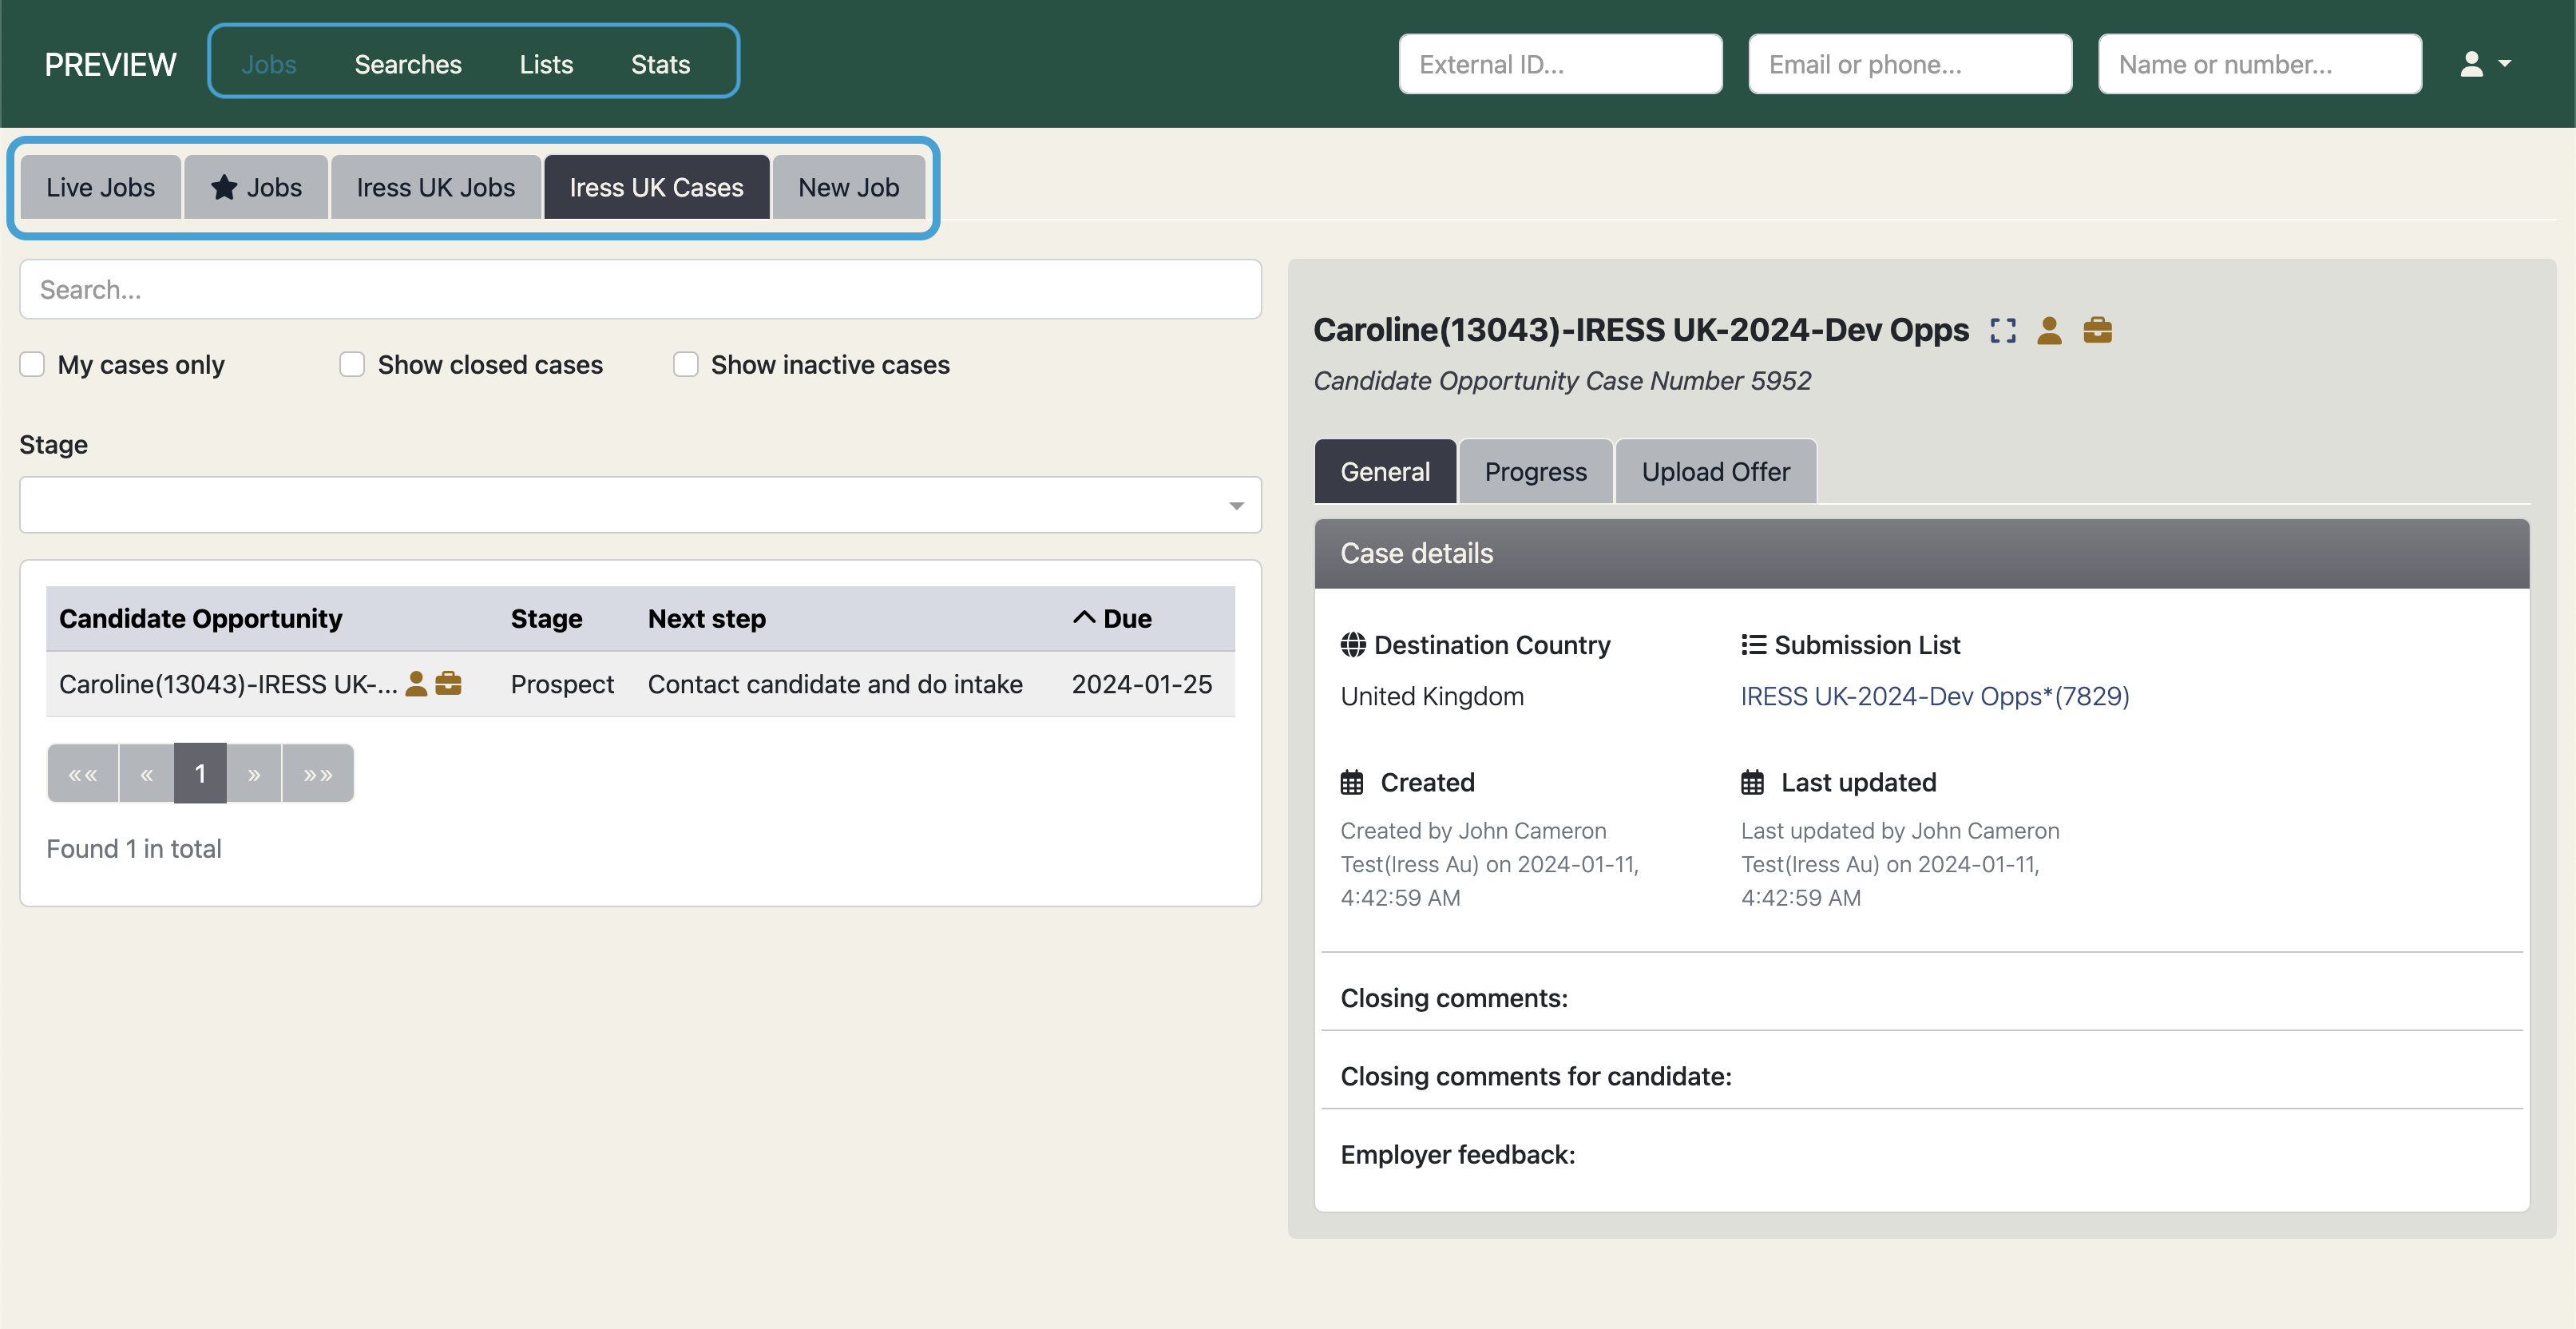 PREVIEW Jobs Searches Lists Stats External ID... Email or phone... Name or number...
Live Jobs Jobs Iress UK Jobs Iress UK Cases New Job
Search...
My cases only Show closed cases Show inactive cases
Stage
Candidate Opportunity Stage Next step Due
Caroline(13043)-IRESS UK-... Prospect Contact candidate and do intake 2024-01-25
«« « 1 » »»
Found 1 in total
Caroline(13043)-IRESS UK-2024-Dev Opps
Candidate Opportunity Case Number 5952
General Progress Upload Offer
Case details
Destination Country
United Kingdom
Submission List
IRESS UK-2024-Dev Opps*(7829)
Created
Created by John Cameron
Test(Iress Au) on 2024-01-11,
4:42:59 AM
Last updated
Last updated by John Cameron
Test(Iress Au) on 2024-01-11,
4:42:59 AM
Closing comments:
Closing comments for candidate:
Employer feedback: